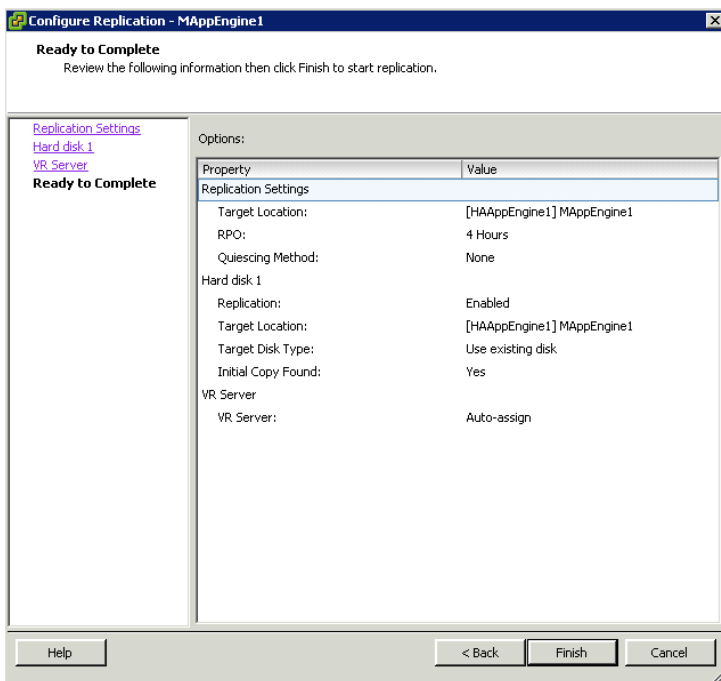 Configure Replication - MAppEngine1
Ready to Complete
Review the following information then click Finish to start replication.
Replication Settings
Hard disk 1
VR Server
Ready to Complete
Options:
Property Value
Replication Settings
Target Location: [HAAppEngine1] MAppEngine1
RPO: 4 Hours
Quiescing Method: None
Hard disk 1
Replication: Enabled
Target Location: [HAAppEngine1] MAppEngine1
Target Disk Type: Use existing disk
Initial Copy Found: Yes
VR Server
VR Server: Auto-assign
Help < Back Finish Cancel